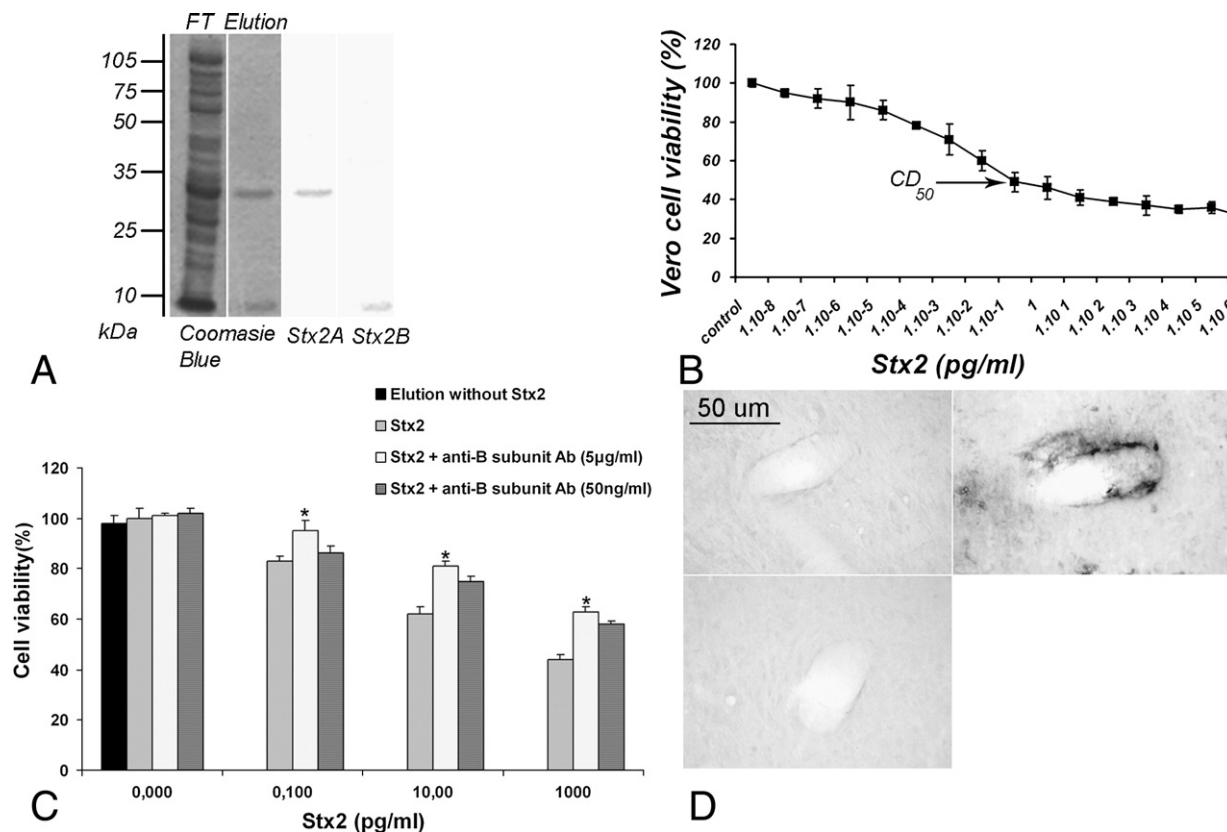 FT Elution
105
75
50
35
25
10
kDa
Coomasie Blue
Stx2A
Stx2B
A
Vero cell viability (%)
120
100
80
60
40
20
0
CD50
control
1.10-8
1.10-7
1.10-6
1.10-5
1.10-4
1.10-3
1.10-2
1.10-1
1
1.10 1
1.10 2
1.10 3
1.10 4
1.10 5
Stx2 (pg/ml)
B
Elution without Stx2
Stx2
Stx2 + anti-B subunit Ab (5µg/ml)
Stx2 + anti-B subunit Ab (50ng/ml)
Cell viability(%)
120
100
80
60
40
120
0
*
*
*
0,000
0,100
10,00
1000
Stx2 (pg/ml)
C
50 um
D